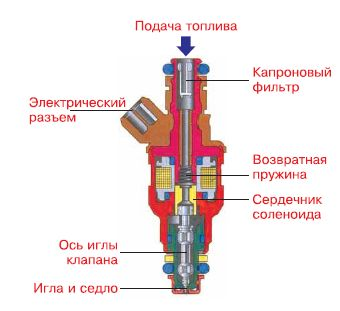 Подача топлива
Капроновый
фильтр
Электрический
разъем
Возвратная
пружина
Сердечник
соленоида
Ось иглы
клапана
Игла и седло